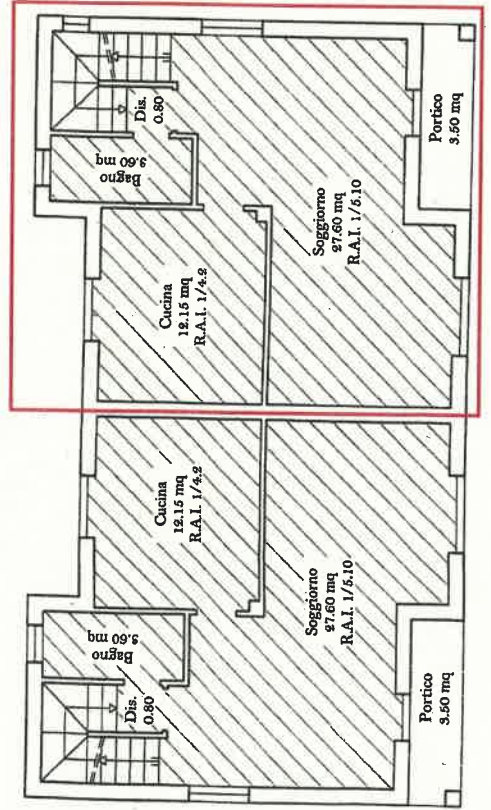 Dis.
0.80
Bagno
3.60 mq
Cucina
12.15 mq
R.A.I. 1/4.2
Cucina
12.15 mq
R.A.I. 1/4.2
Bagno
3.60 mq
Dis.
0.80
Soggiorno
27.60 mq
R.A.I. 1/5.10
Soggiorno
27.60 mq
R.A.I. 1/5.10
Portico
3.50 mq
Portico
3.50 mq